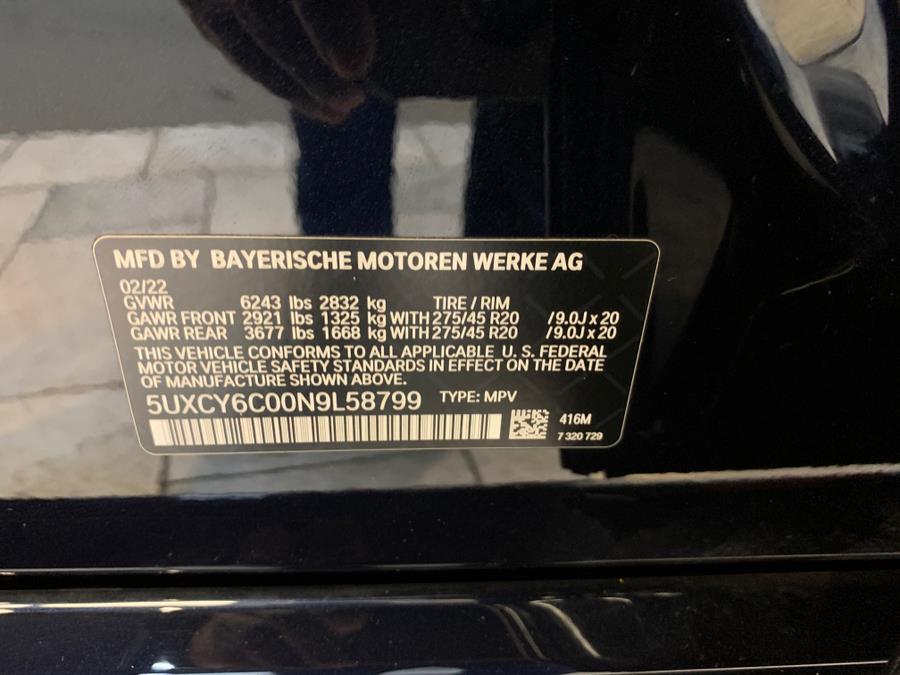 MFD BY BAYERISCHE MOTOREN WERKE AG
02/22
GVWR 6243 lbs 2832 kg TIRE / RIM
GAWR FRONT 2921 lbs 1325 kg WITH 275/45 R20 /9.0J x 20
GAWR REAR 3677 lbs 1668 kg WITH 275/45 R20 /9.0J x 20
THIS VEHICLE CONFORMS TO ALL APPLICABLE U. S. FEDERAL
MOTOR VEHICLE SAFETY STANDARDS IN EFFECT ON THE DATE
OF MANUFACTURE SHOWN ABOVE.
5UXCY6C00N9L58799 TYPE: MPV
416M
7 320 729